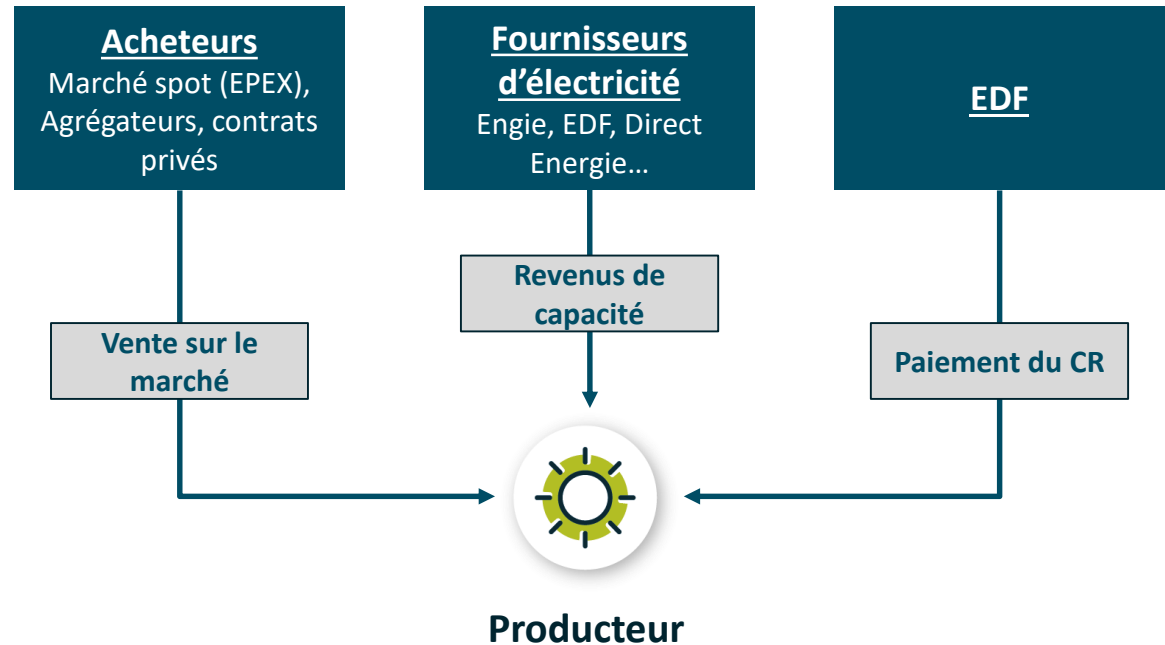 Acheteurs
Marché spot (EPEX),
Agrégateurs, contrats
privés
Fournisseurs
d’électricité
Engie, EDF, Direct
Energie…
EDF
Revenus de
capacité
Vente sur le
marché
Paiement du CR
Producteur